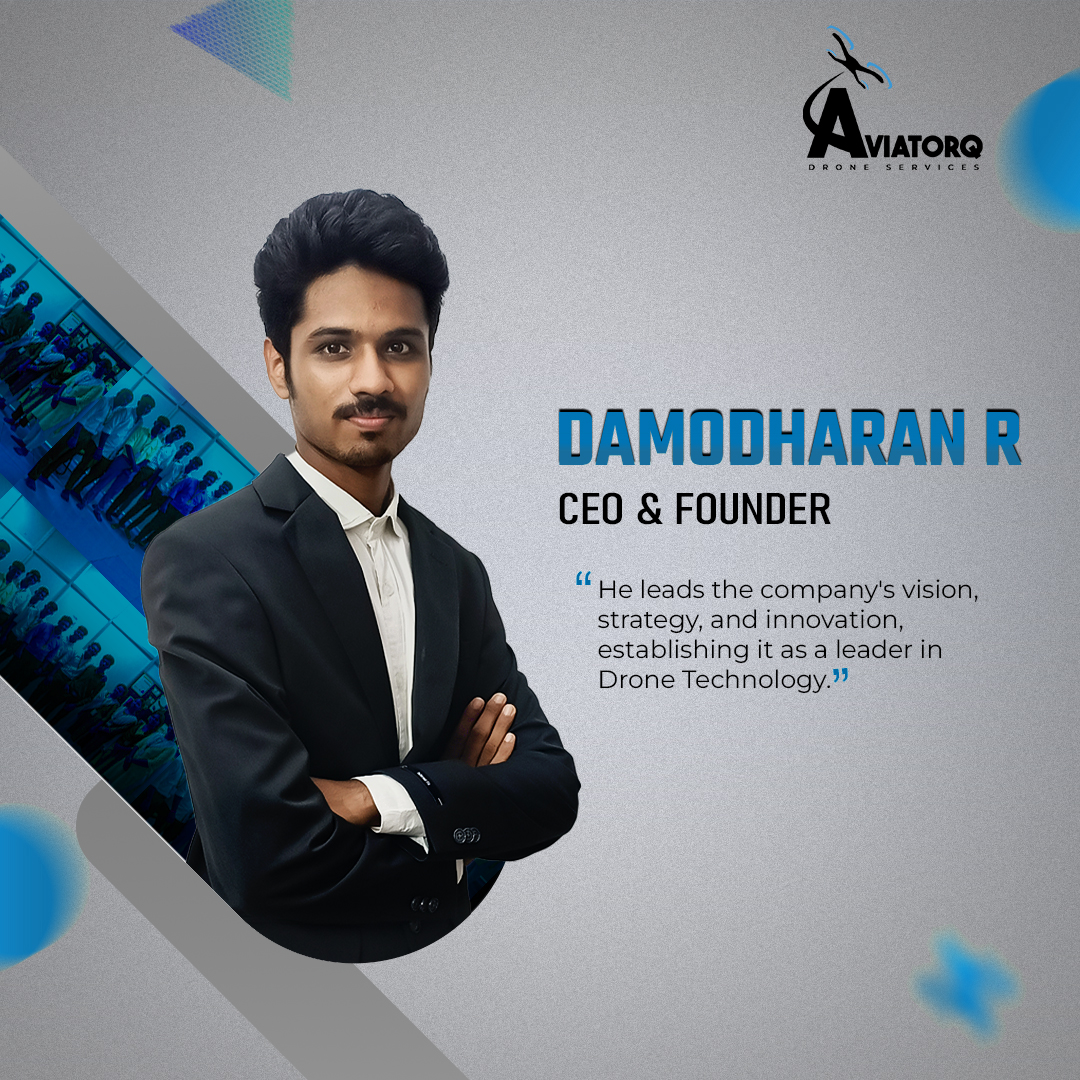 AVIATORQ
DRONE SERVICES
DAMODHARAN R
CEO & FOUNDER
“He leads the company's vision,
strategy, and innovation,
establishing it as a leader in
Drone Technology.”